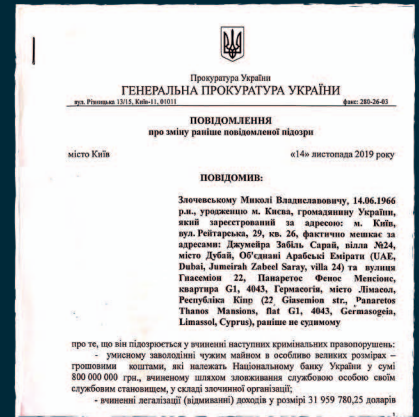 Прокуратура України
ГЕНЕРАЛЬНА ПРОКУРАТУРА УКРАЇНИ
вул. Різницька 13/15, Київ-11, 01011 факс: 280-26-03
ПОВІДОМЛЕННЯ
про зміну раніше повідомленої підозри
місто Київ «14» листопада 2019 року
ПОВІДОМИВ:
Злочевському Миколі Владиславовичу, 14.06.1966
р.н., уродженцю м. Києва, громадянину України,
який зареєстрований за адресою: м. Київ,
вул. Рейтарська, 29, кв. 26, фактично мешкає за
адресами: Джумейра Забіль Сарай, вілла №24,
місто Дубай, Об’єднані Арабські Емірати (UAE,
Dubai, Jumeirah Zabeel Saray, villa 24) та вулиця
Гіасеміон 22, Панаретос Фенос Менсіонс,
квартира G1, 4043, Гермасогія, місто Лімасол,
Республіка Кіпр (22 Giasemion str., Panaretos
Thanos Mansions, flat G1, 4043, Germasogeia,
Limassol, Cyprus), раніше не судимому
про те, що він підозрюється у вчиненні наступних кримінальних правопорушень:
- умисному заволодінні чужим майном в особливо великих розмірах –
грошовими коштами, які належать Національному банку України у сумі
800 000 000 грн., вчиненому шляхом зловживання службовою особою своїм
службовим становищем, у складі злочинної організації;
- вчиненні легалізації (відмиванні) доходів у розмірі 31 959 780,25 доларів